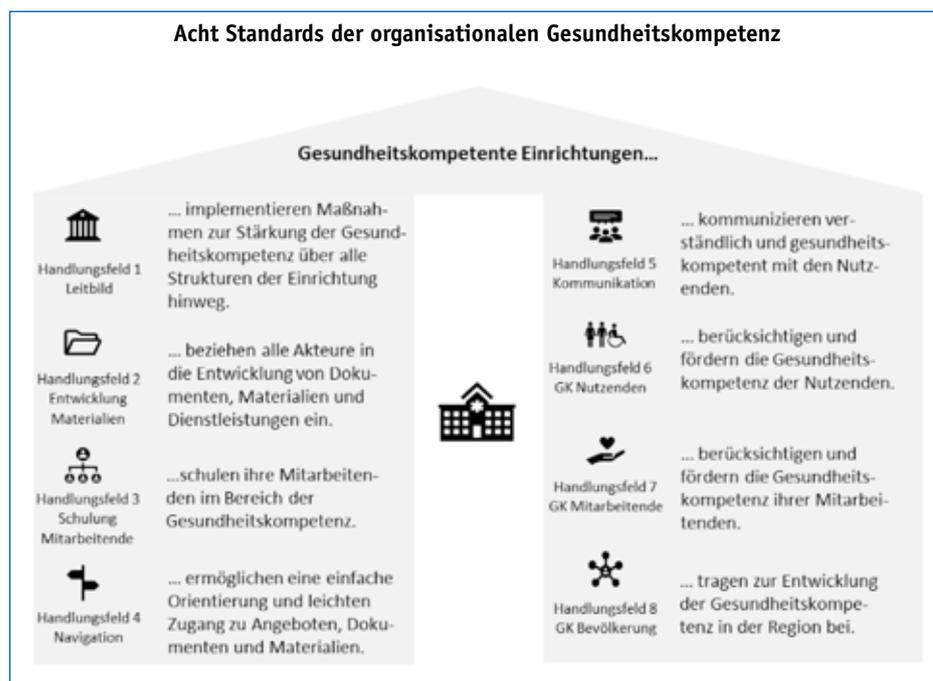 Acht Standards der organisationalen Gesundheitskompetenz
Gesundheitskompetente Einrichtungen...
Handlungsfeld 1
Leitbild
... implementieren Maßnah-
men zur Stärkung der Gesund-
heitskompetenz über alle
Strukturen der Einrichtung
hinweg.
Handlungsfeld 2
Entwicklung
Materialien
... beziehen alle Akteure in
die Entwicklung von Doku-
menten, Materialien und
Dienstleistungen ein.
Handlungsfeld 3
Schulung
Mitarbeitende
...schulen ihre Mitarbeiten-
den im Bereich der
Gesundheitskompetenz.
Handlungsfeld 4
Navigation
... ermöglichen eine einfache
Orientierung und leichten
Zugang zu Angeboten, Doku-
menten und Materialien.
Handlungsfeld 5
Kommunikation
... kommunizieren ver-
ständlich und gesundheits-
kompetent mit den Nutz-
enden.
Handlungsfeld 6
GK Nutzenden
... berücksichtigen und
fördern die Gesundheits-
kompetenz der Nutzenden.
Handlungsfeld 7
GK Mitarbeitende
... berücksichtigen und
fördern die Gesundheits-
kompetenz ihrer Mitarbei-
tenden.
Handlungsfeld 8
GK Bevölkerung
... tragen zur Entwicklung
der Gesundheitskompe-
tenz in der Region bei.